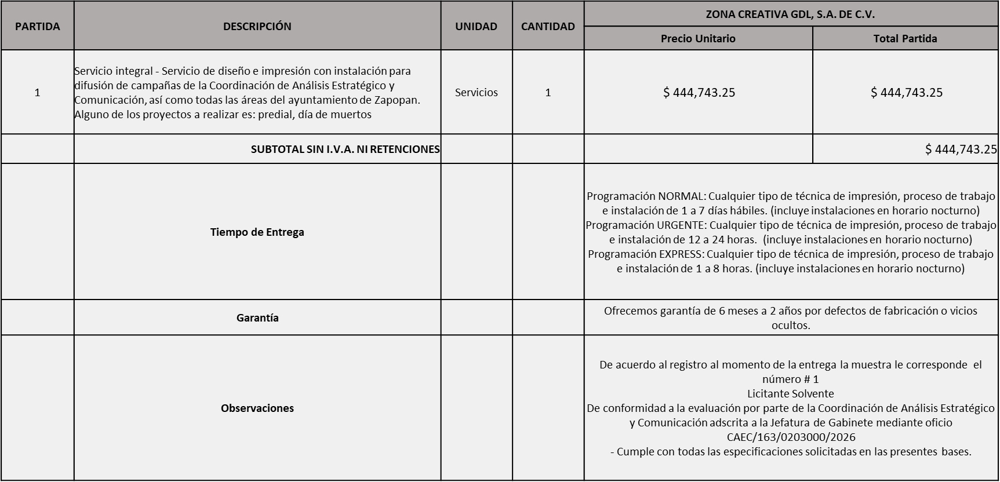 PARTIDA DESCRIPCIÓN UNIDAD CANTIDAD ZONA CREATIVA GDL, S.A. DE C.V.
Precio Unitario Total Partida
1
Servicio integral - Servicio de diseño e impresión con instalación para
difusión de campañas de la Coordinación de Análisis Estratégico y
Comunicación, así como todas las áreas del ayuntamiento de Zapopan.
Alguno de los proyectos a realizar es: predial, día de muertos
Servicios 1 $ 444,743.25 $ 444,743.25
SUBTOTAL SIN I.V.A. NI RETENCIONES $ 444,743.25
Tiempo de Entrega
Programación NORMAL: Cualquier tipo de técnica de impresión, proceso de trabajo
e instalación de 1 a 7 días hábiles. (incluye instalaciones en horario nocturno)
Programación URGENTE: Cualquier tipo de técnica de impresión, proceso de trabajo
e instalación de 12 a 24 horas.  (incluye instalaciones en horario nocturno)
Programación EXPRESS: Cualquier tipo de técnica de impresión, proceso de trabajo
e instalación de 1 a 8 horas. (incluye instalaciones en horario nocturno)
Garantía
Ofrecemos garantía de 6 meses a 2 años por defectos de fabricación o vicios
ocultos.
Observaciones
De acuerdo al registro al momento de la entrega la muestra le corresponde  el
número # 1
Licitante Solvente
De conformidad a la evaluación por parte de la Coordinación de Análisis Estratégico
y Comunicación adscrita a la Jefatura de Gabinete mediante oficio
CAEC/163/0203000/2026
- Cumple con todas las especificaciones solicitadas en las presentes  bases.